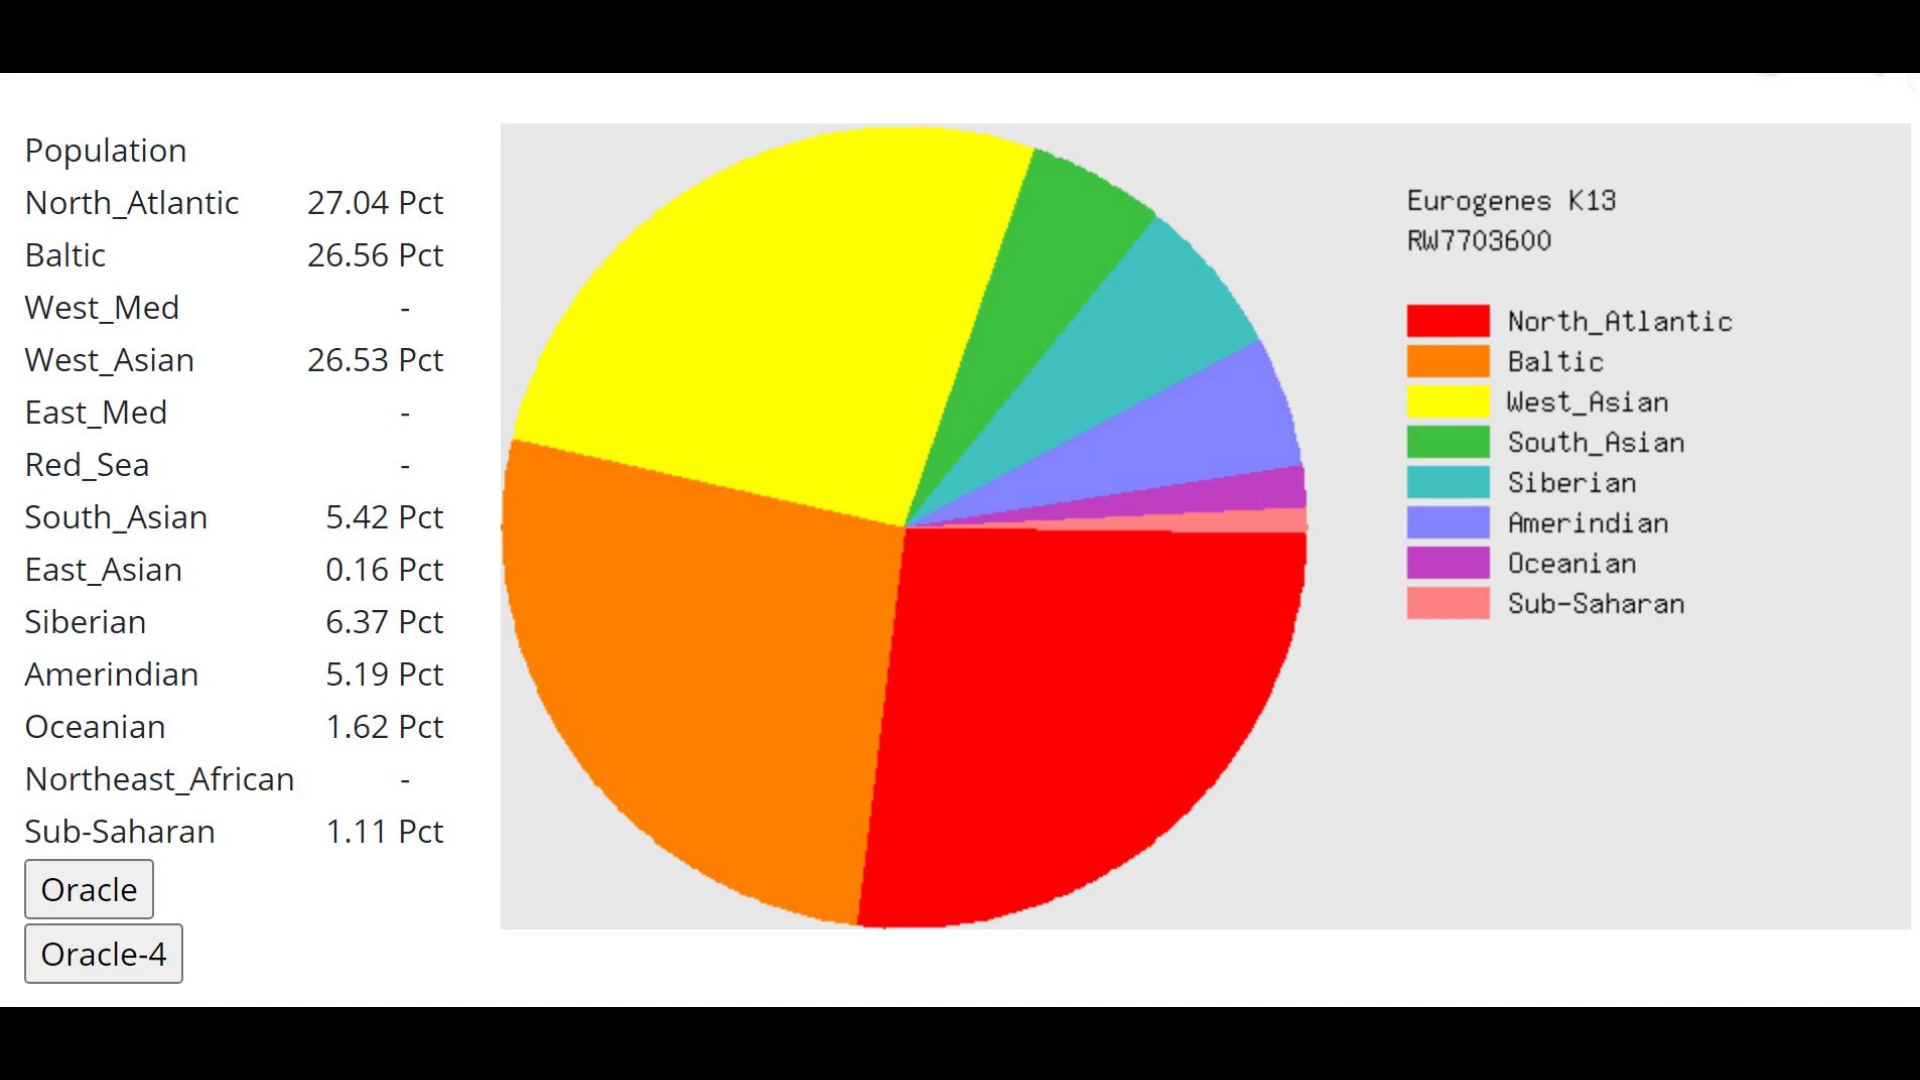 Population
North_Atlantic 27.04 Pct
Baltic 26.56 Pct
West_Med -
West_Asian 26.53 Pct
East_Med -
Red_Sea -
South_Asian 5.42 Pct
East_Asian 0.16 Pct
Siberian 6.37 Pct
Amerindian 5.19 Pct
Oceanian 1.62 Pct
Northeast_African -
Sub-Saharan 1.11 Pct
Oracle
Oracle-4
Eurogenes K13
RW7703600
North_Atlantic
Baltic
West_Asian
South_Asian
Siberian
Amerindian
Oceanian
Sub-Saharan